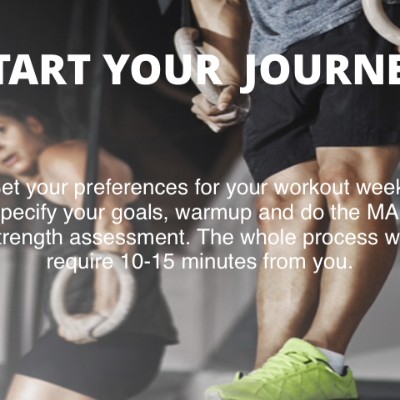 TART YOUR JOURNE
Set your preferences for your workout week
pecify your goals, warmup and do the MA
trength assessment. The whole process w
require 10-15 minutes from you.